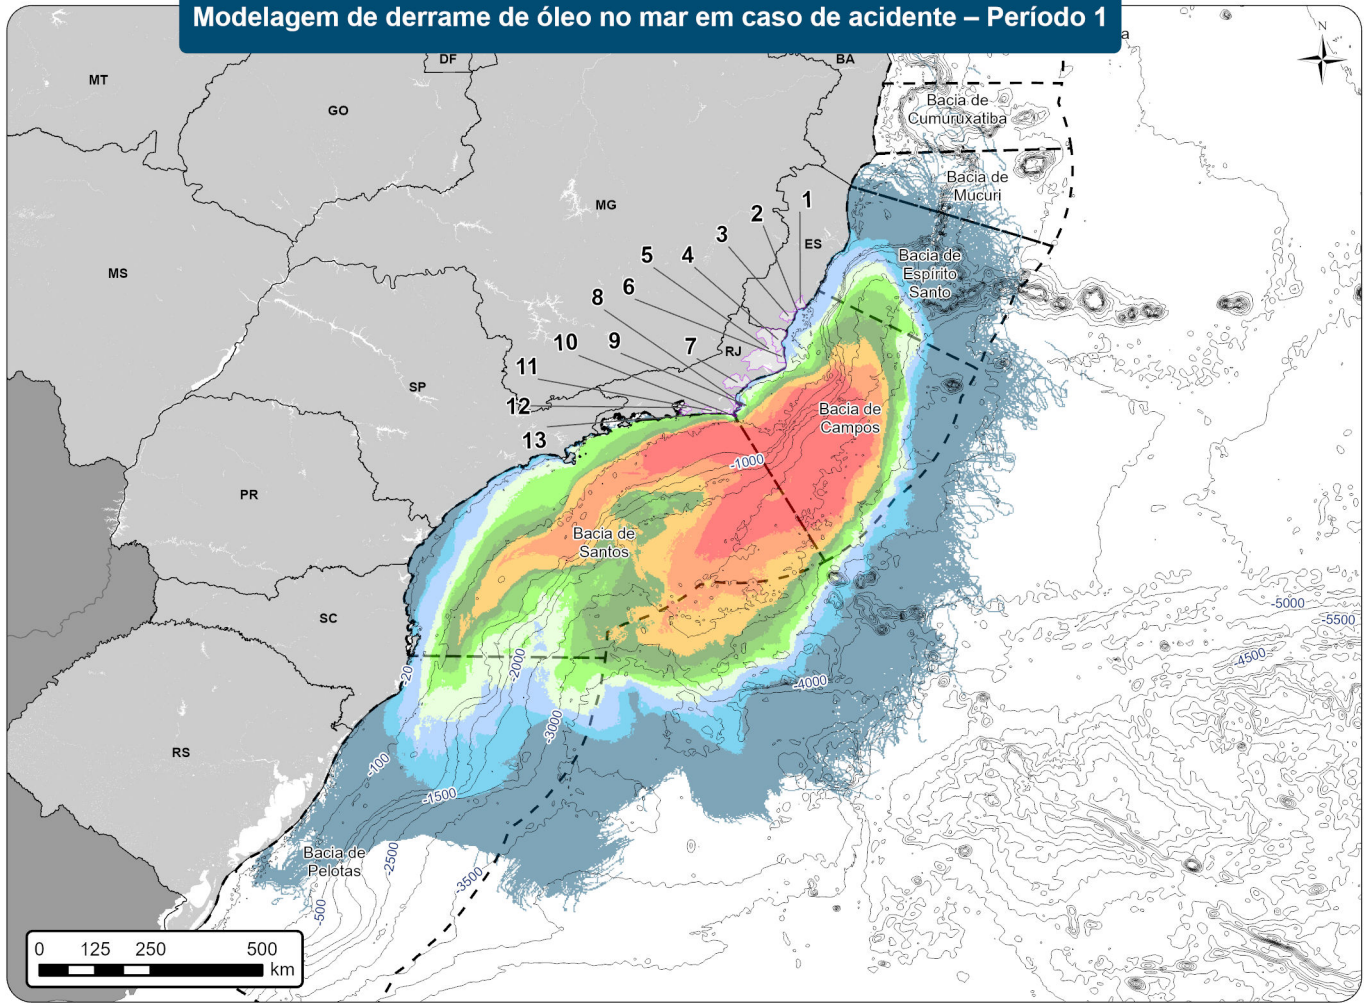 Modelagem de derrame de óleo no mar em caso de acidente – Período 1
a
N
DF
BA
MT
GO
Bacia de
Cumuruxatiba
Bacia de
Mucuri
MG
1
2
3
ES
4
5
6
8
Bacia de
Espírito
Santo
MS
7
9
10
RJ
11
12
13
SP
Bacia de
Campos
-1000
PR
Bacia de
Santos
SC
-20
-2000
-3000
-4000
-5000
-5500
-4500
RS
-100
-1500
Bacia de
Pelotas
-2500
-3500
-500
0 125 250 500
km